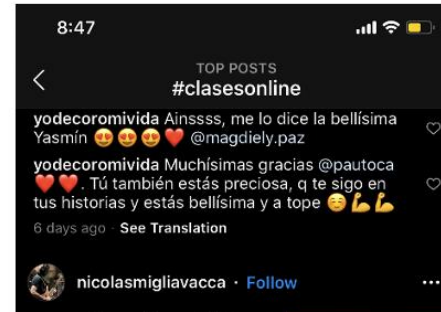 8:47
TOP POSTS
#clasesonline
yodecoromivida Ainssss, me lo dice la bellísima
Yasmín 😍😍😍❤️ @magdiely.paz
yodecoromivida Muchísimas gracias @pautoca
❤️❤️. Tú también estás preciosa, q te sigo en
tus historias y estás bellísima y a tope ☺️💪💪
6 days ago · See Translation
nicolasmigliavacca · Follow